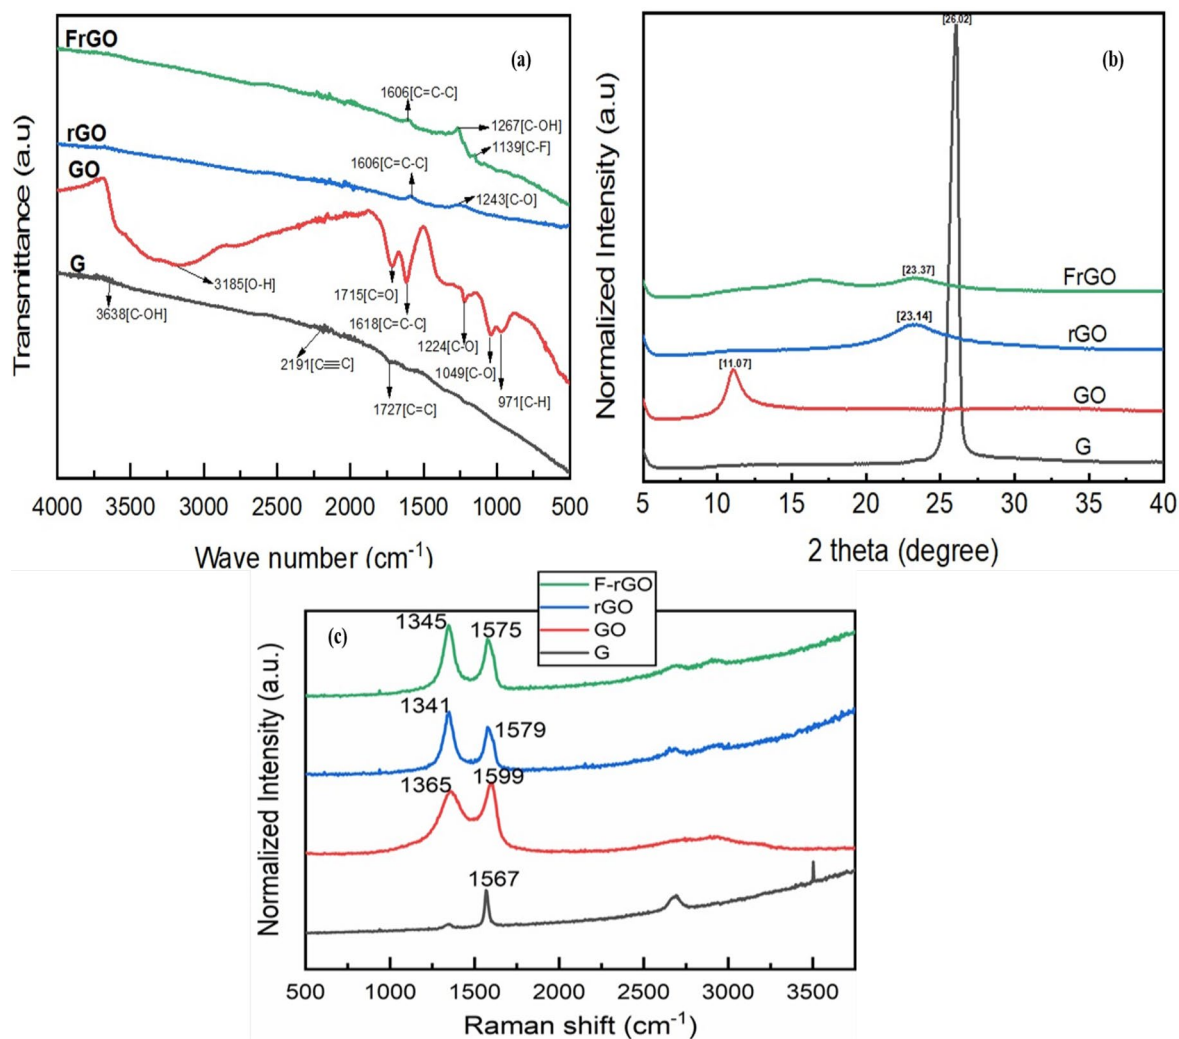 FrGO
(a)
1606[C=C-C]
1267[C-OH]
1139[C-F]
rGO
1606[C=C-C]
1243[C-O]
GO
3185[O-H]
1715[C=O]
1618[C=C-C]
1224[C-O]
1049[C-O]
971[C-H]
G
3638[C-OH]
2191[C≡C]
1727[C=C]
Transmittance (a.u)
4000 3500 3000 2500 2000 1500 1000 500
Wave number (cm⁻¹)
[26.02]
(b)
[23.37]
FrGO
[23.14]
rGO
[11.07]
GO
G
Normalized Intensity (a.u)
5 10 15 20 25 30 35 40
2 theta (degree)
F-rGO
rGO
GO
G
(c)
1345 1575
1341
1579
1365 1599
1567
Normalized Intensity (a.u.)
500 1000 1500 2000 2500 3000 3500
Raman shift (cm⁻¹)